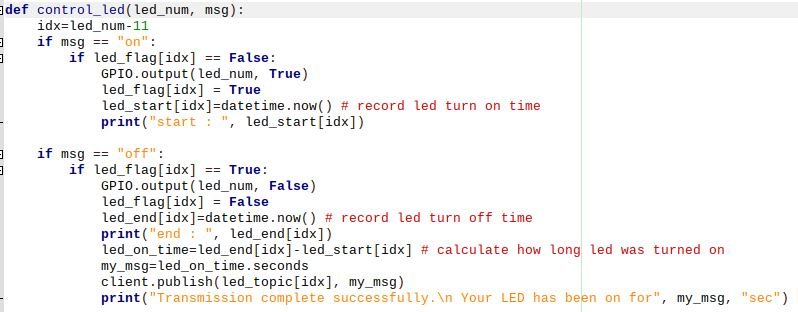 def control_led(led_num, msg):
    idx=led_num-11
    if msg == "on":
        if led_flag[idx] == False:
            GPIO.output(led_num, True)
            led_flag[idx] = True
            led_start[idx]=datetime.now() # record led turn on time
            print("start : ", led_start[idx])

    if msg == "off":
        if led_flag[idx] == True:
            GPIO.output(led_num, False)
            led_flag[idx] = False
            led_end[idx]=datetime.now() # record led turn off time
            print("end : ", led_end[idx])
            led_on_time=led_end[idx]-led_start[idx] # calculate how long led was turned on
            my_msg=led_on_time.seconds
            client.publish(led_topic[idx], my_msg)
            print("Transmission complete successfully.\n Your LED has been on for", my_msg, "sec")